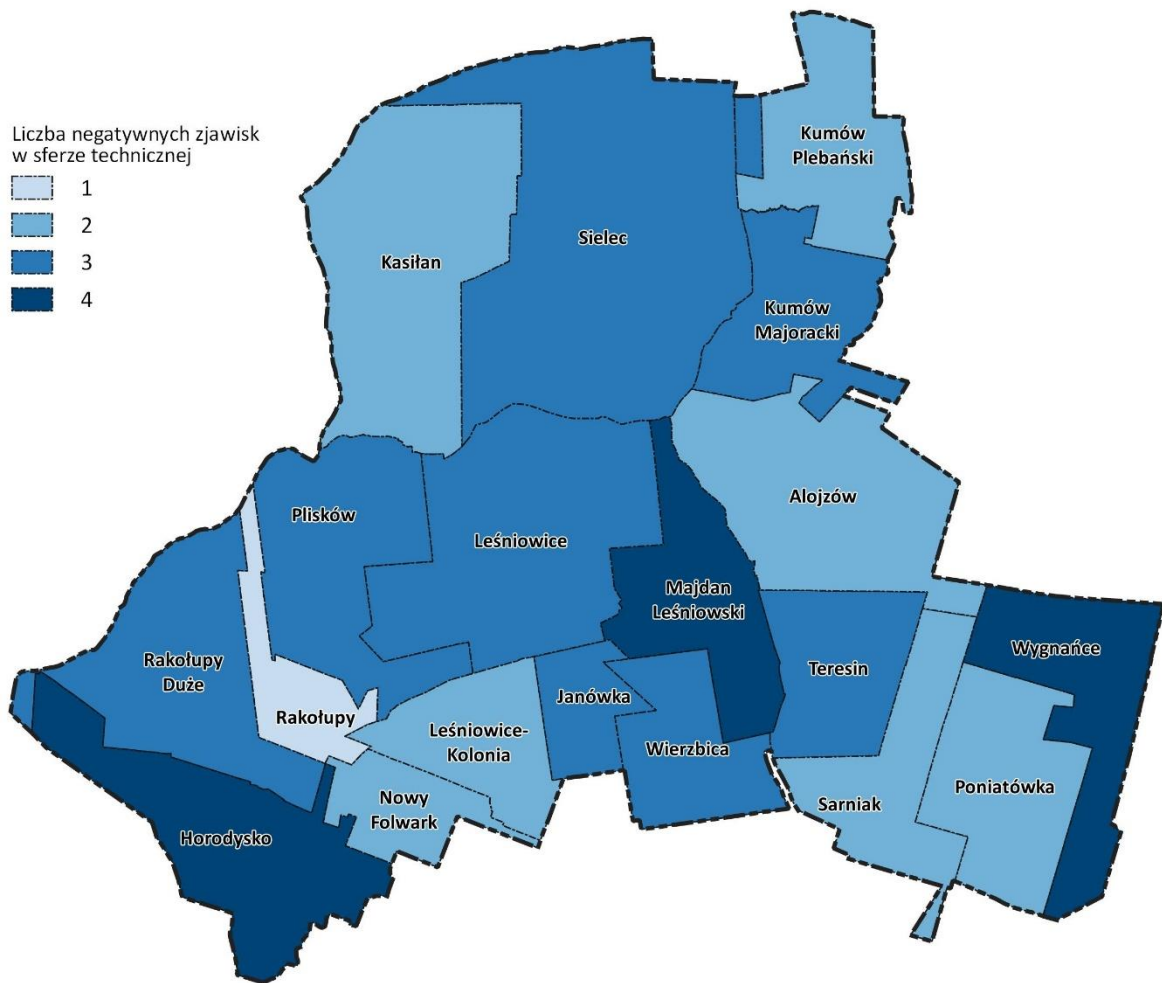 Liczba negatywnych zjawisk
w sferze technicznej
1
2
3
4
Kumów
Plebański
Sielec
Kasiłan
Kumów
Majoracki
Alojzów
Plisków
Leśniowice
Majdan
Leśniowski
Wygnańce
Rakołupy
Duże
Teresin
Janówka
Rakołupy
Leśniowice-
Kolonia
Wierzbica
Poniatówka
Nowy
Folwark
Sarniak
Horodysko